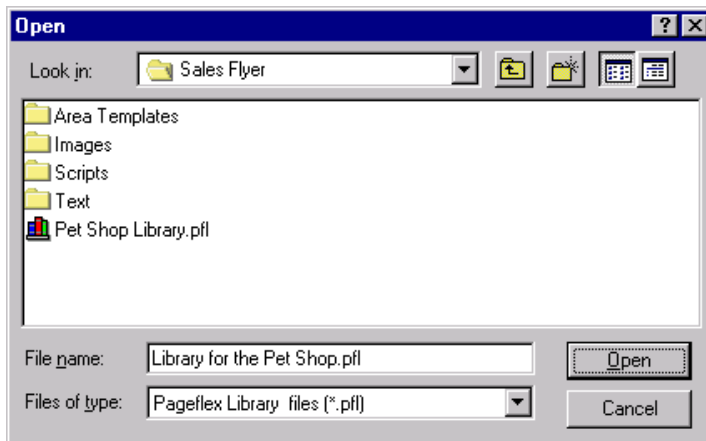 Open
Look in: Sales Flyer
Area Templates
Images
Scripts
Text
Pet Shop Library.pfl
File name: Library for the Pet Shop.pfl Open
Files of type: Pageflex Library files (*.pfl) Cancel